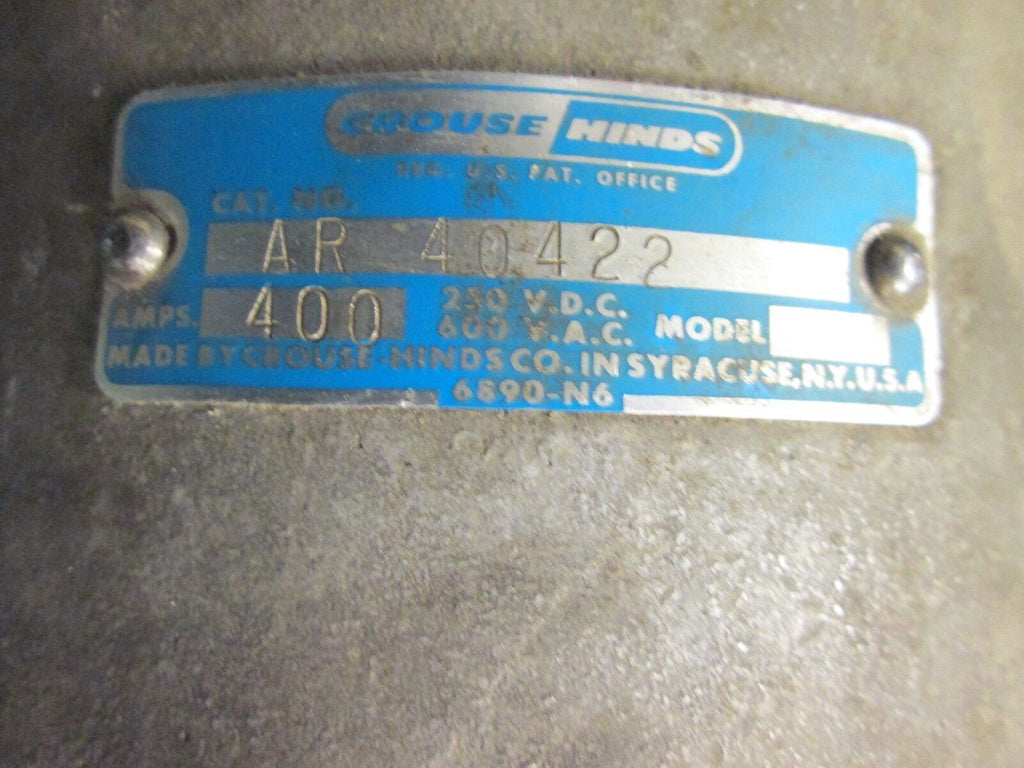 CROUSE HINDS
REG. U.S. PAT. OFFICE
CAT. NO.
AR 40422
AMPS. 400 250 V.D.C.
600 V.A.C. MODEL
MADE BY CROUSE-HINDS CO. IN SYRACUSE, N.Y. U.S.A
6890-N6